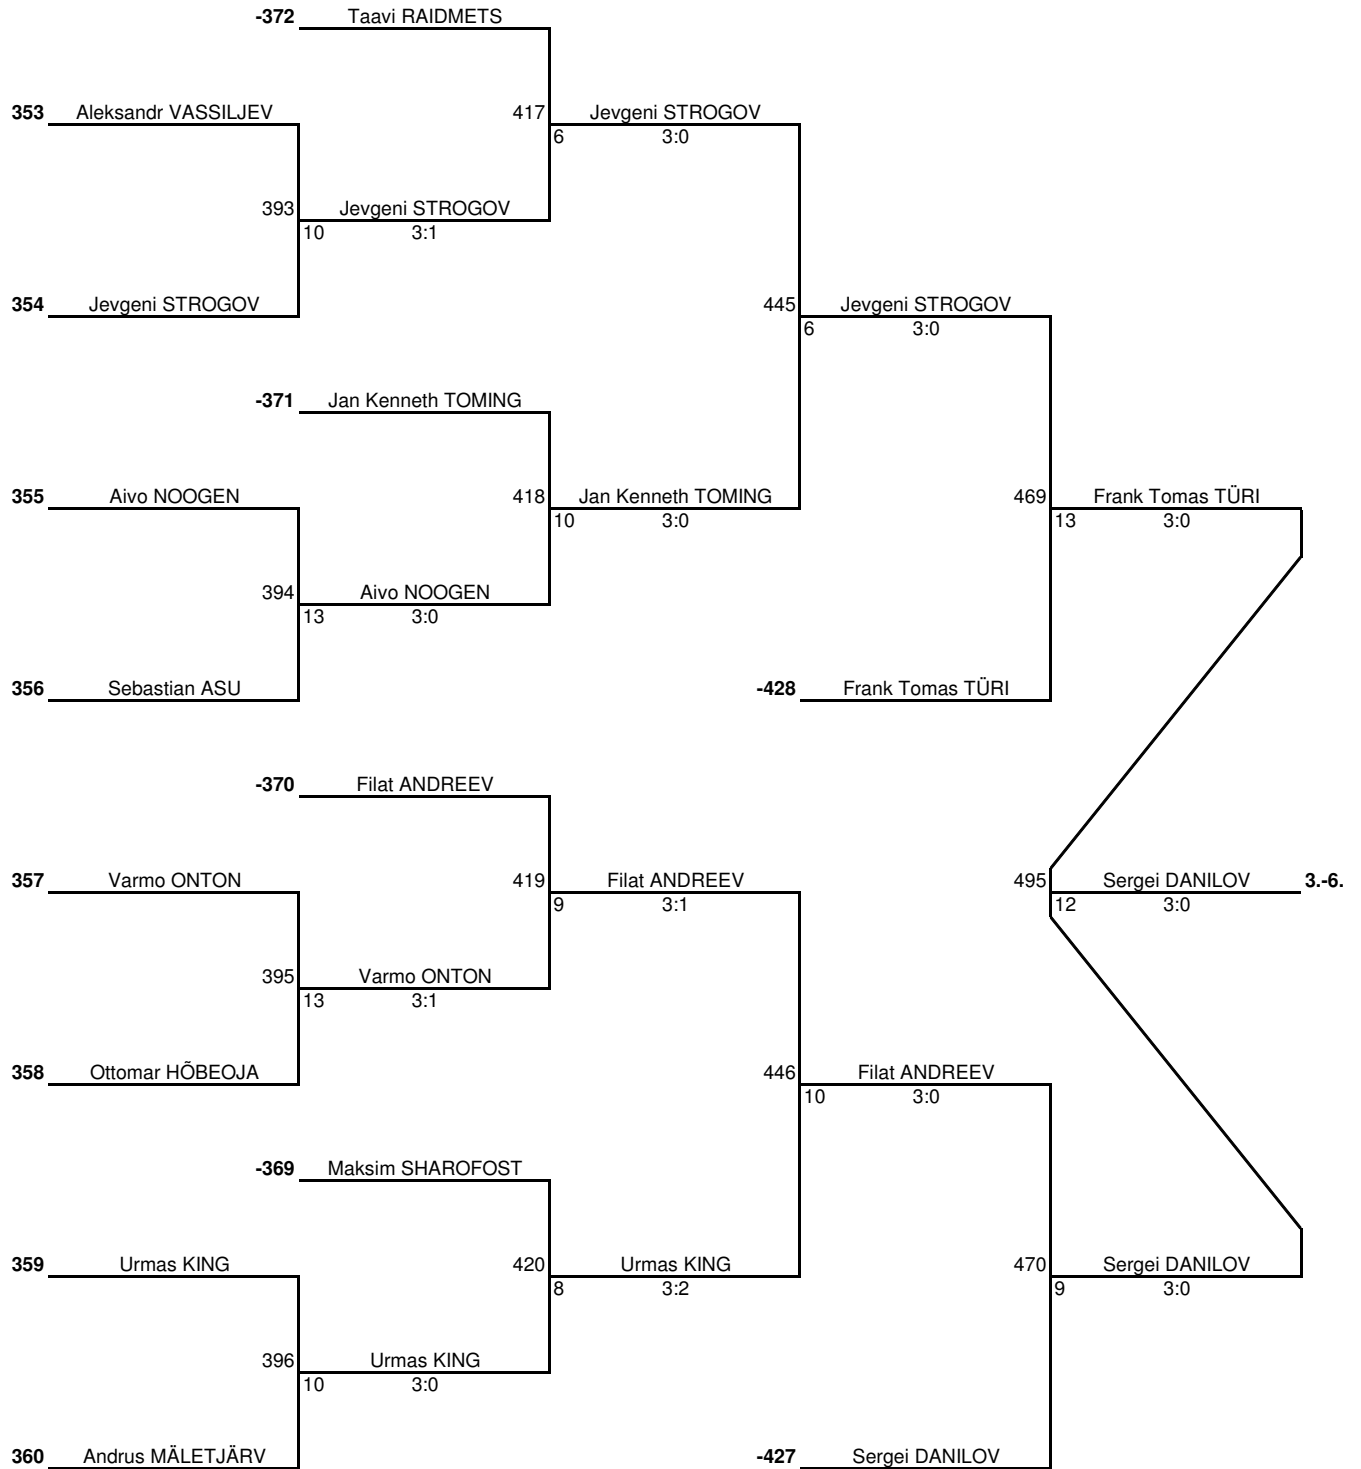 -372 Taavi RAIDMETS
353 Aleksandr VASSILJEV 417 Jevgeni STROGOV
6 3:0
393 Jevgeni STROGOV
10 3:1
354 Jevgeni STROGOV 445 Jevgeni STROGOV
6 3:0
-371 Jan Kenneth TOMING
355 Aivo NOOGEN 418 Jan Kenneth TOMING 469 Frank Tomas TÜRI
10 3:0 13 3:0
394 Aivo NOOGEN
13 3:0
356 Sebastian ASU -428 Frank Tomas TÜRI
-370 Filat ANDREEV
357 Varmo ONTON 419 Filat ANDREEV 495 Sergei DANILOV 3.-6.
9 3:1 12 3:0
395 Varmo ONTON
13 3:1
358 Ottomar HÕBEOJA 446 Filat ANDREEV
10 3:0
-369 Maksim SHAROFOST
359 Urmas KING 420 Urmas KING 470 Sergei DANILOV
8 3:2 9 3:0
396 Urmas KING
10 3:0
360 Andrus MÄLETJÄRV -427 Sergei DANILOV